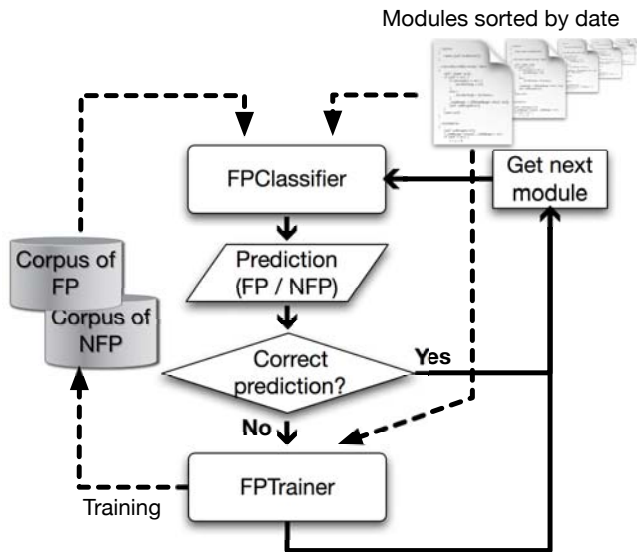 Modules sorted by date
FPClassifier
Get next
module
Prediction
(FP / NFP)
Corpus of
FP
Corpus of
NFP
Correct
prediction?
Yes
No
FPTrainer
Training